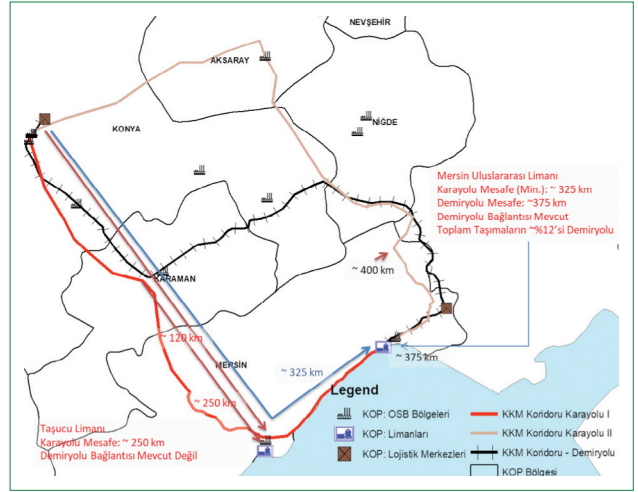 NEVŞEHİR
AKSARAY
NİĞDE
KONYA
Mersin Uluslararası Limanı
Karayolu Mesafe (Min.): ~ 325 km
Demiryolu Mesafe: ~375 km
Demiryolu Bağlantısı Mevcut
Toplam Taşımaların ~%12'si Demiryolu
~ 400 km
KARAMAN
~ 120 km
MERSİN
~ 375 km
~ 325 km
~ 250 km
Taşucu Limanı
Karayolu Mesafe: ~ 250 km
Demiryolu Bağlantısı Mevcut Değil
Legend
KOP: OSB Bölgeleri
KOP: Limanları
KOP: Lojistik Merkezleri
KKM Koridoru Karayolu I
KKM Koridoru Karayolu II
KKM Koridoru - Demiryolu
KOP Bölgesi